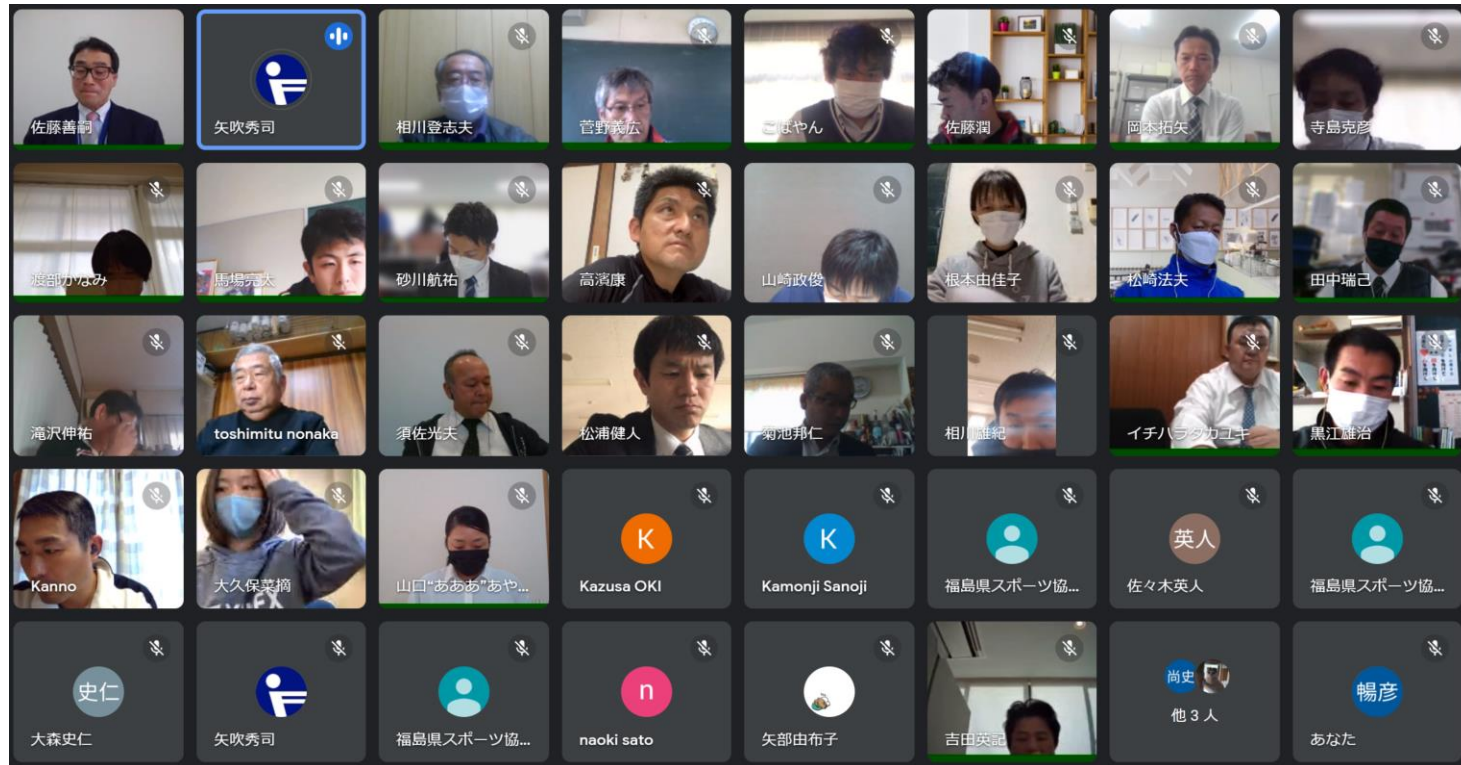 佐藤善嗣
矢吹秀司
相川登志夫
菅野義広
こばやん
佐藤潤
岡本拓矢
寺島克彦
渡部かなみ
馬場亮太
砂川航祐
高濱康
山崎政俊
根本由佳子
松崎法夫
田中瑞己
滝沢伸祐
toshimitu nonaka
須佐光夫
松浦健人
菊池邦仁
相川雄紀
イチハラタカユキ
黒江雄治
Kanno
大久保菜摘
山口“あああ”あや...
K
Kazusa OKI
K
Kamonji Sanoji
福島県スポーツ協...
英人
佐々木英人
福島県スポーツ協...
史仁
大森史仁
矢吹秀司
福島県スポーツ協...
n
naoki sato
矢部由布子
吉田英記
尚史
他 3 人
暢彦
あなた